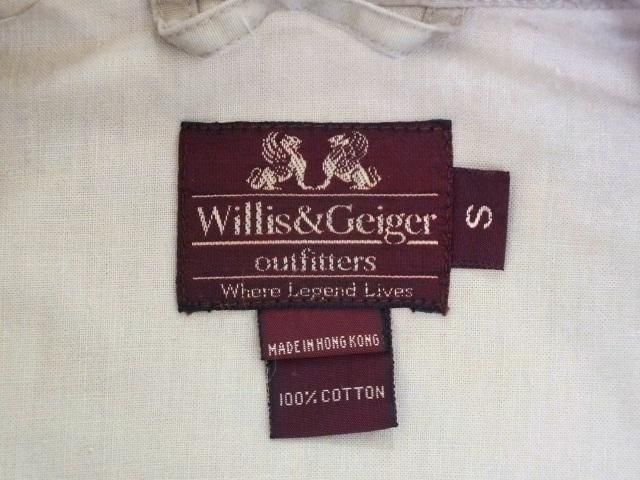 Willis&Geiger
outfitters
Where Legend Lives
S
MADE IN HONG KONG
100% COTTON